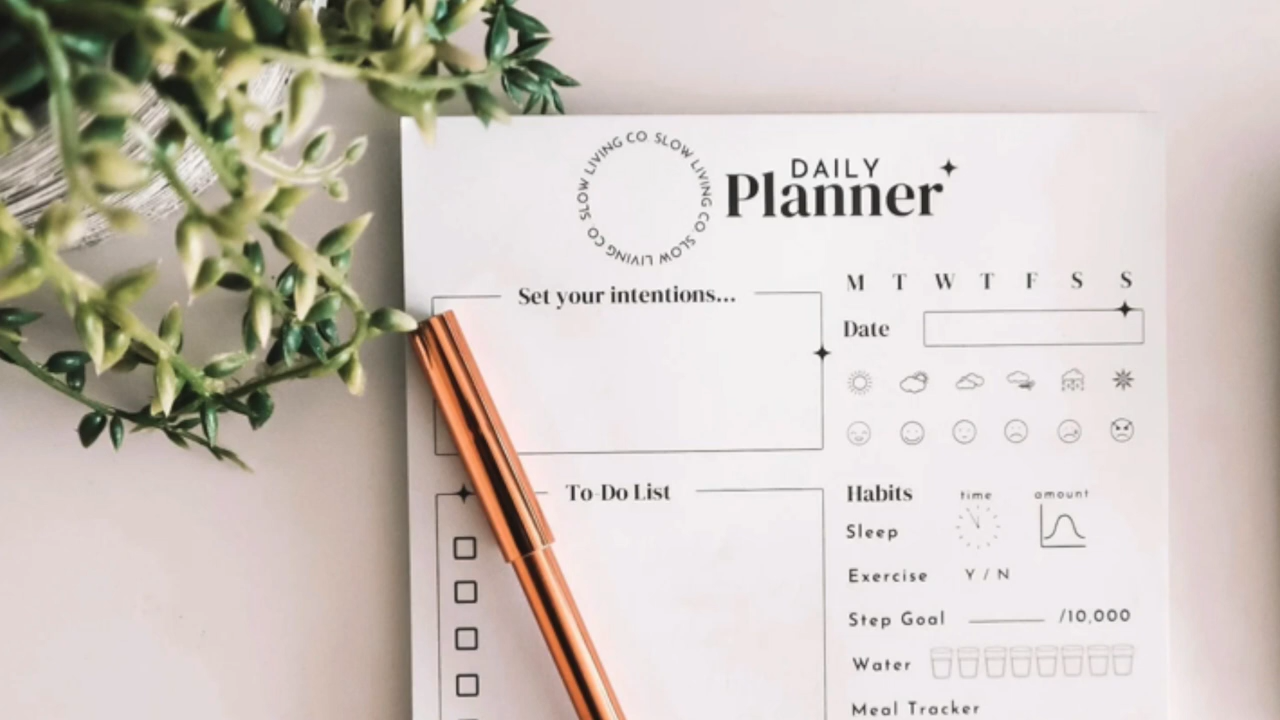 SLOW LIVING CO SLOW LIVING CO SLOW LIVING CO
DAILY
Planner
Set your intentions...
M T W T F S S
Date
To-Do List
Habits
time
amount
Sleep
Exercise Y / N
Step Goal /10,000
Water
Meal Tracker